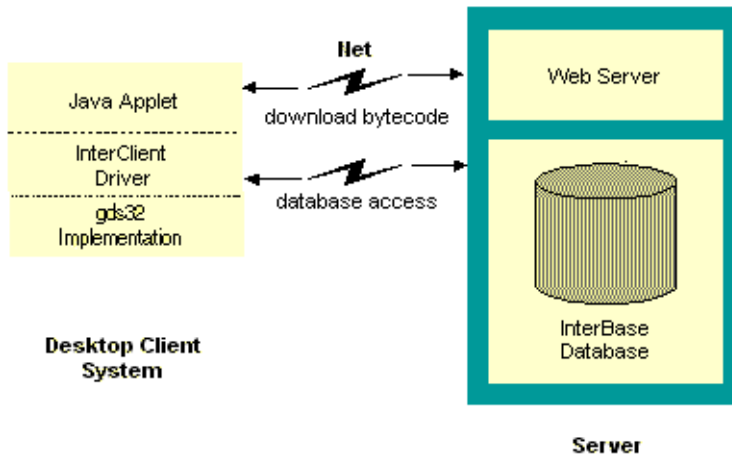 Net
Java Applet
download bytecode
Web Server
InterClient
Driver
database access
gds32
Implementation
InterBase
Database
Desktop Client
System
Server